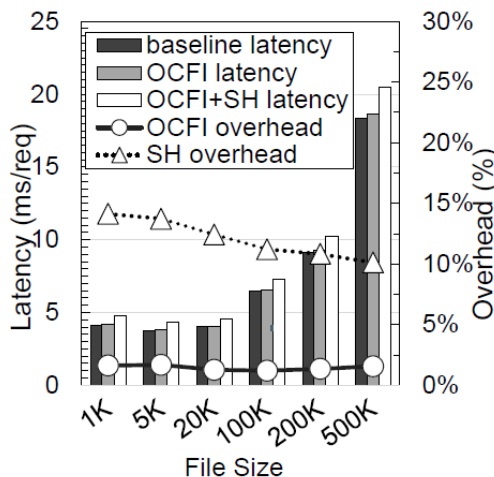 25
20
15
10
5
0
Latency (ms/req)
baseline latency
OCFI latency
OCFI+SH latency
OCFI overhead
SH overhead
30%
25%
20%
15%
10%
5%
0%
Overhead (%)
1K
5K
20K
100K
200K
500K
File Size